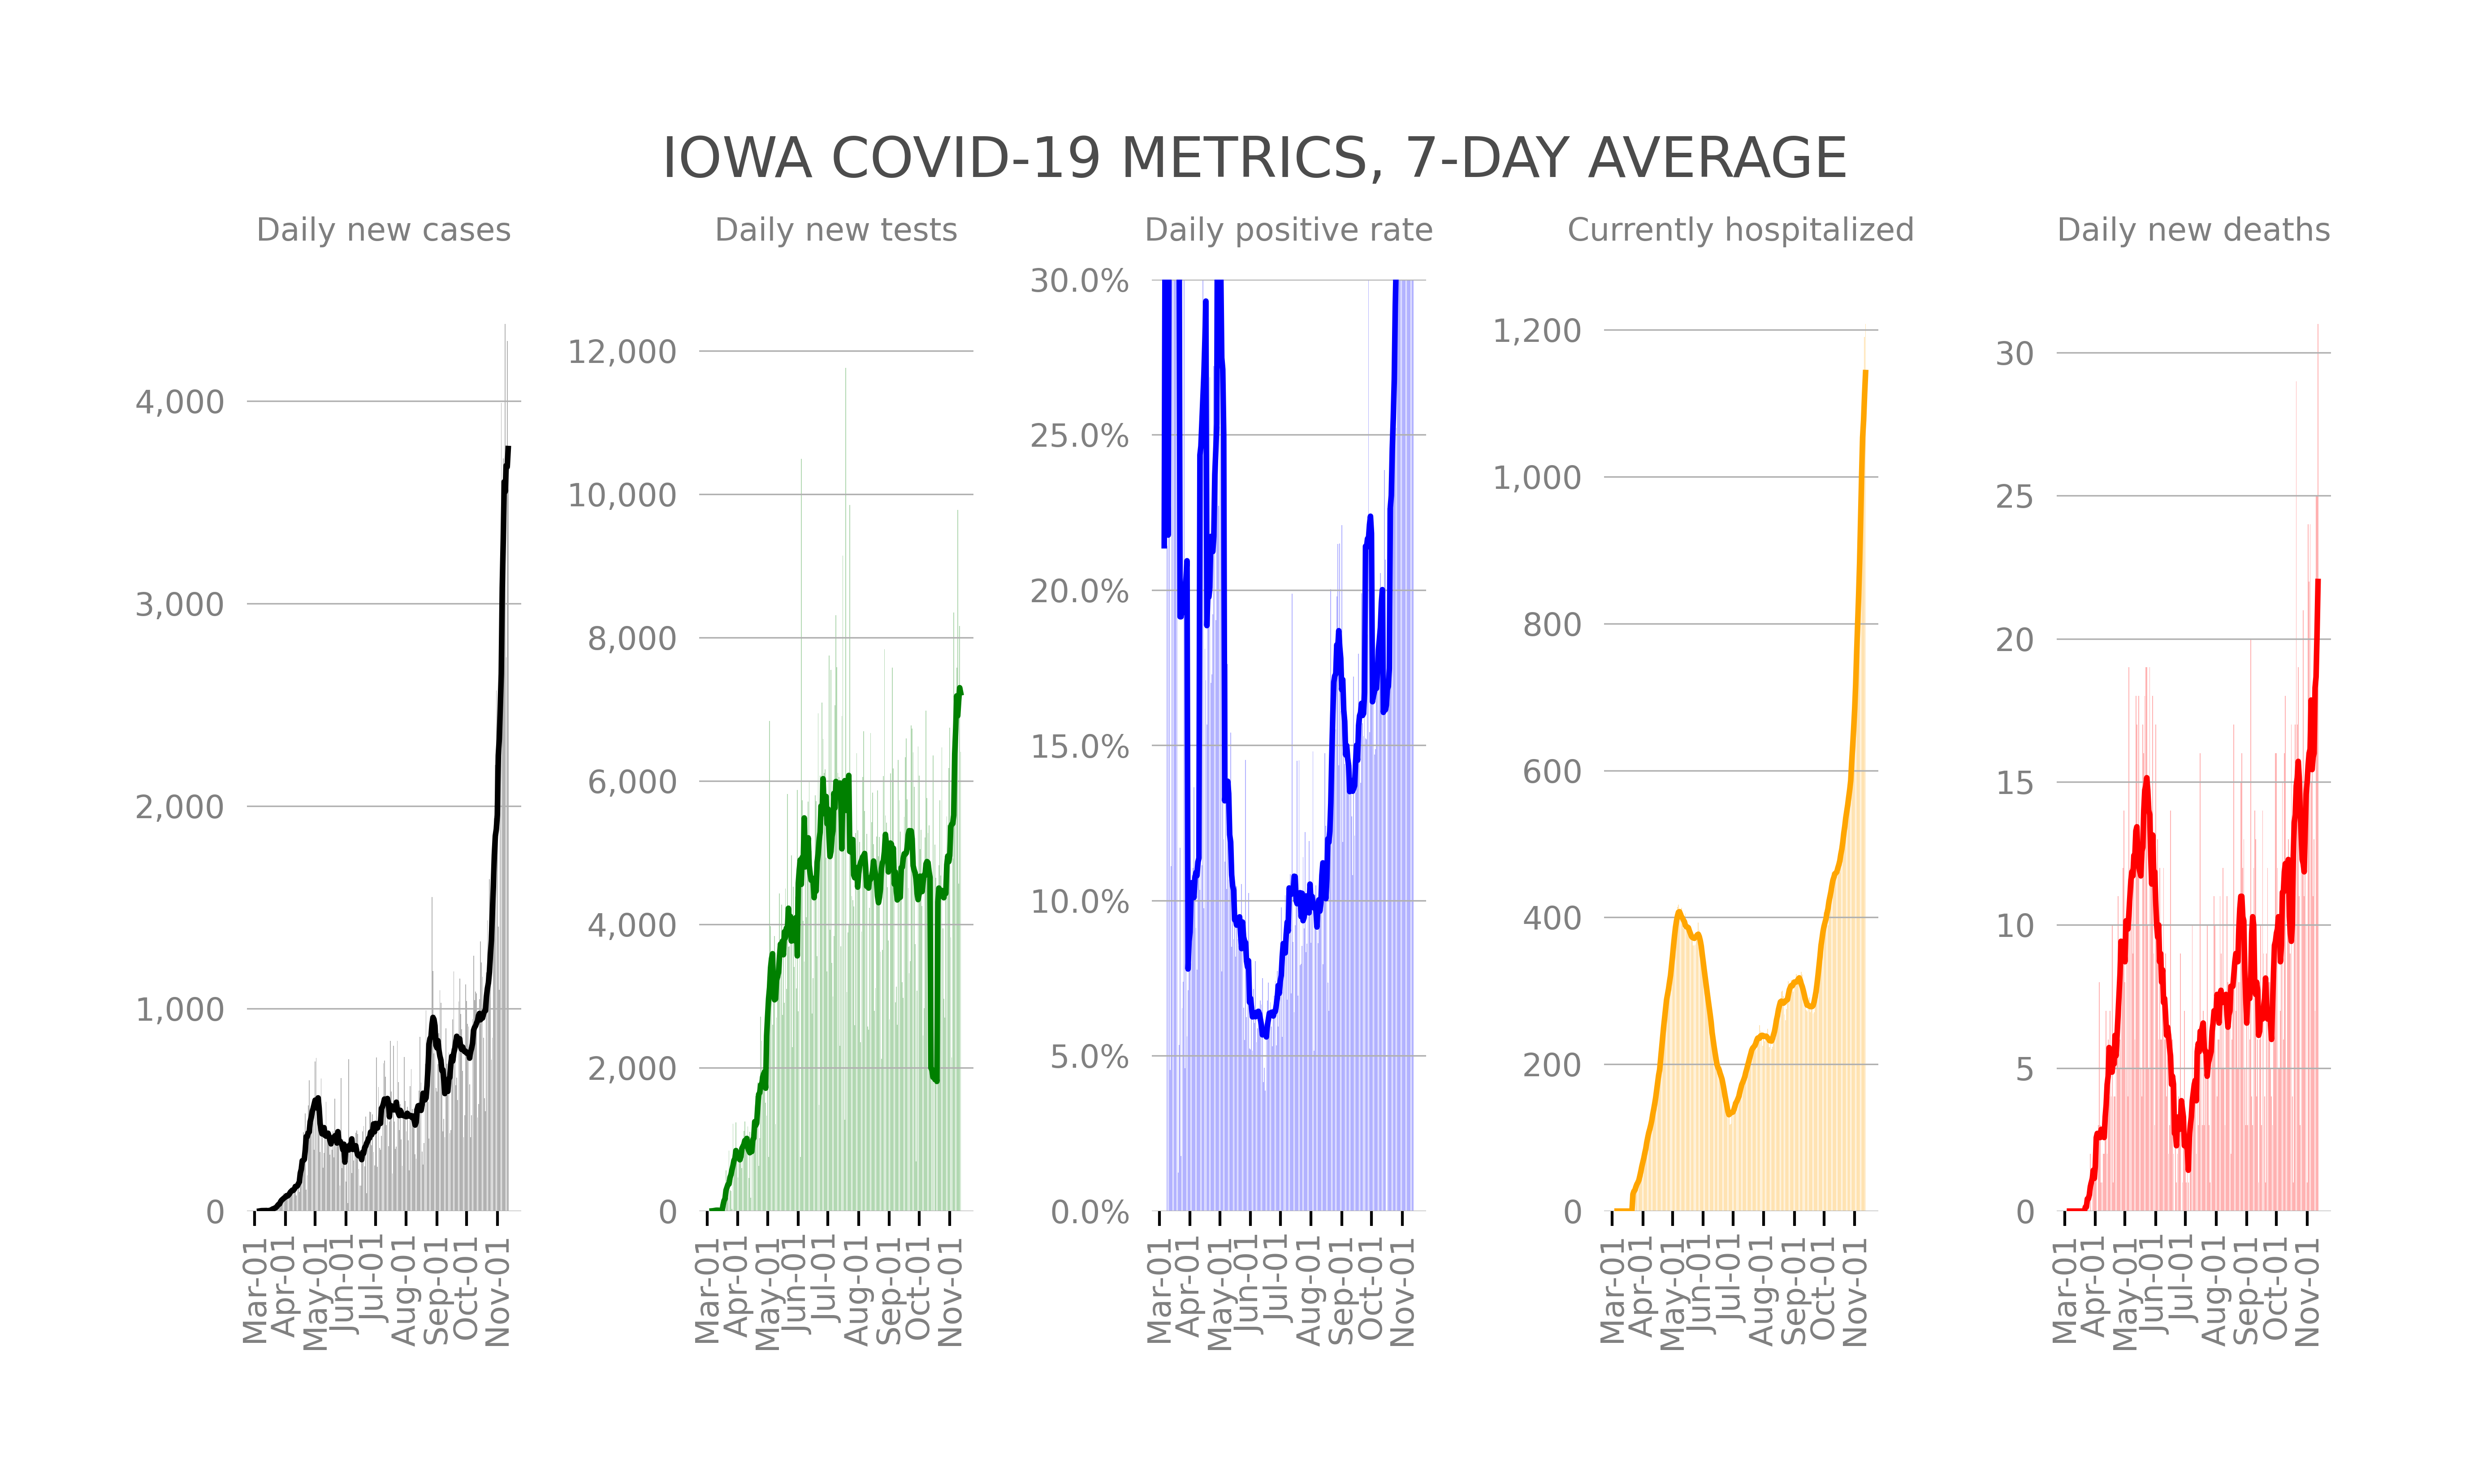 IOWA COVID-19 METRICS, 7-DAY AVERAGE
Daily new cases
4,000
3,000
2,000
1,000
0
Mar-01
Apr-01
May-01
Jun-01
Jul-01
Aug-01
Sep-01
Oct-01
Nov-01
Daily new tests
12,000
10,000
8,000
6,000
4,000
2,000
0
Mar-01
Apr-01
May-01
Jun-01
Jul-01
Aug-01
Sep-01
Oct-01
Nov-01
Daily positive rate
30.0%
25.0%
20.0%
15.0%
10.0%
5.0%
0.0%
Mar-01
Apr-01
May-01
Jun-01
Jul-01
Aug-01
Sep-01
Oct-01
Nov-01
Currently hospitalized
1,200
1,000
800
600
400
200
0
Mar-01
Apr-01
May-01
Jun-01
Jul-01
Aug-01
Sep-01
Oct-01
Nov-01
Daily new deaths
30
25
20
15
10
5
0
Mar-01
Apr-01
May-01
Jun-01
Jul-01
Aug-01
Sep-01
Oct-01
Nov-01